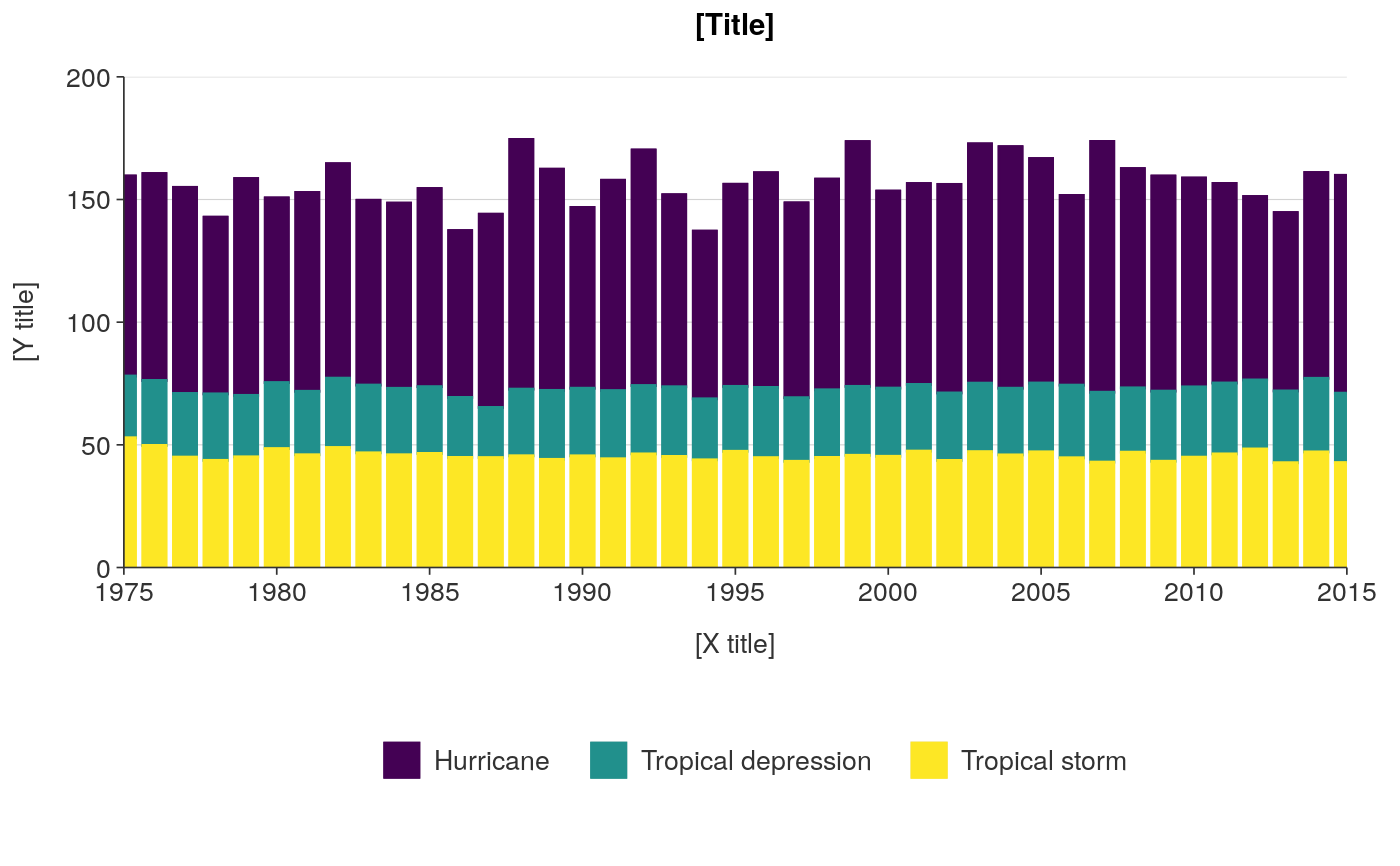 [Title]
200
150
100
50
0
[Y title]
1975 1980 1985 1990 1995 2000 2005 2010 2015
[X title]
Hurricane Tropical depression Tropical storm